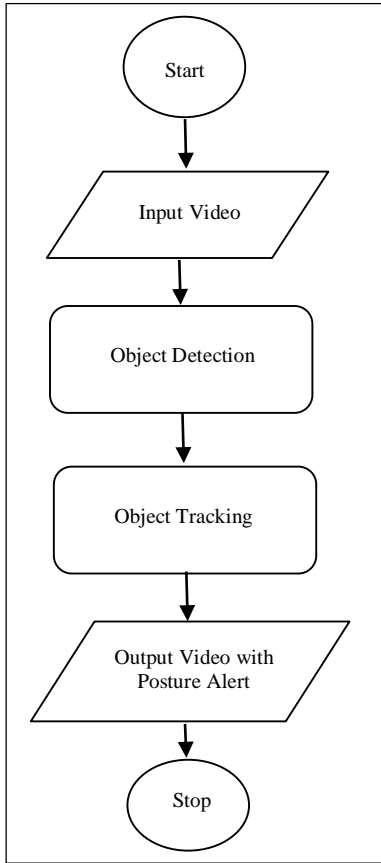 Start
Input Video
Object Detection
Object Tracking
Output Video with
Posture Alert
Stop